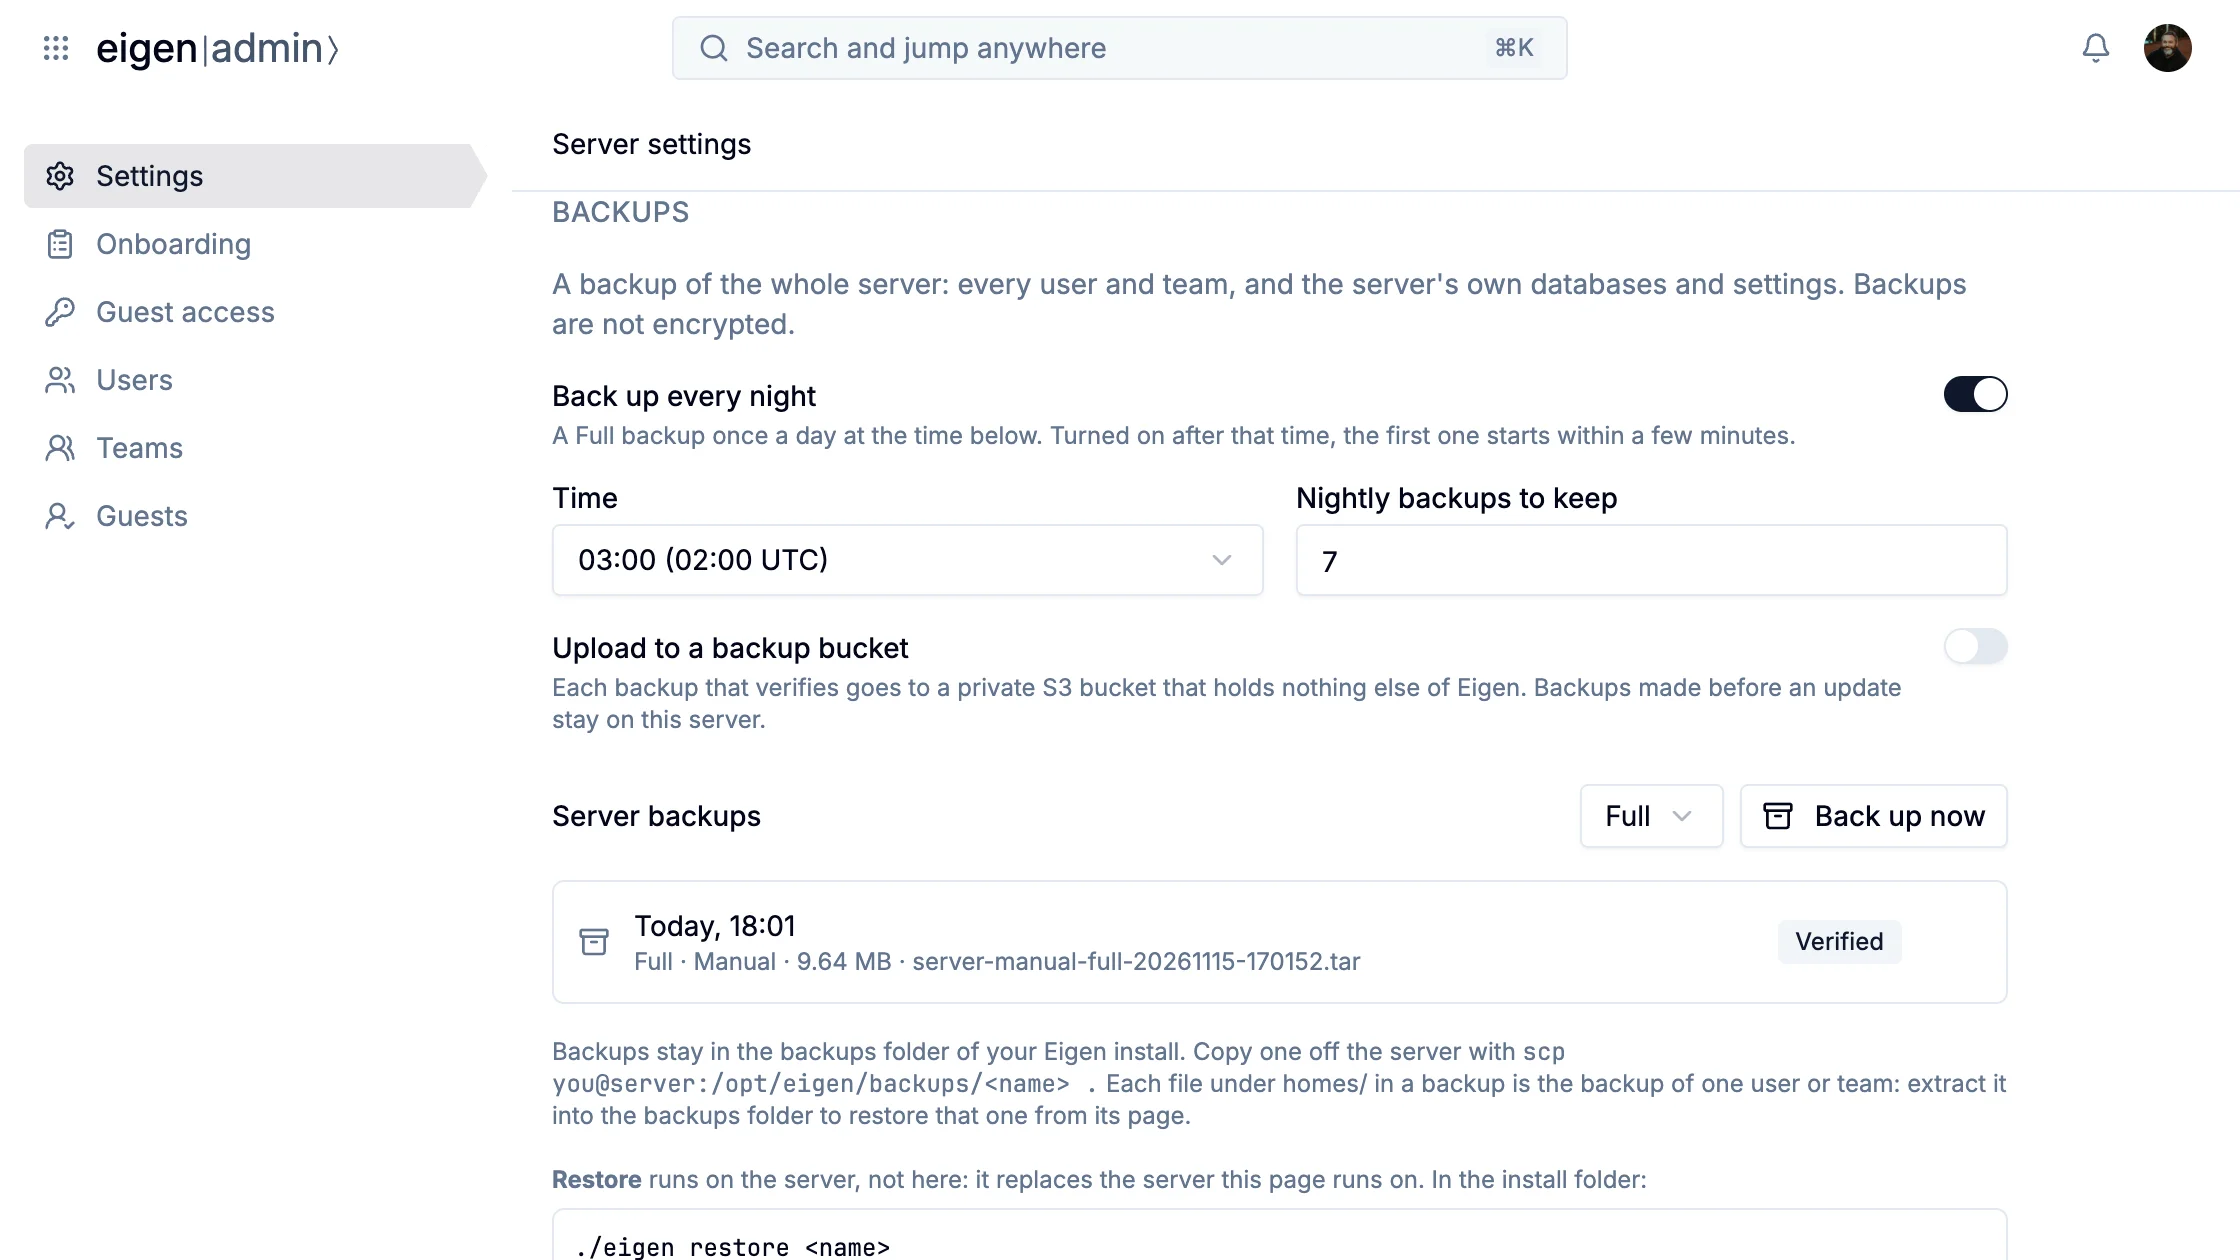 eigen|admin⟩
Search and jump anywhere
⌘K
Settings
Onboarding
Guest access
Users
Teams
Guests
Server settings
BACKUPS
A backup of the whole server: every user and team, and the server's own databases and settings. Backups
are not encrypted.
Back up every night
A Full backup once a day at the time below. Turned on after that time, the first one starts within a few minutes.
Time
Nightly backups to keep
03:00 (02:00 UTC)
7
Upload to a backup bucket
Each backup that verifies goes to a private S3 bucket that holds nothing else of Eigen. Backups made before an update
stay on this server.
Server backups
Full
Back up now
Today, 18:01
Full · Manual · 9.64 MB · server-manual-full-20261115-170152.tar
Verified
Backups stay in the backups folder of your Eigen install. Copy one off the server with scp
you@server:/opt/eigen/backups/<name> . Each file under homes/ in a backup is the backup of one user or team: extract it
into the backups folder to restore that one from its page.
Restore runs on the server, not here: it replaces the server this page runs on. In the install folder:
./eigen restore <name>